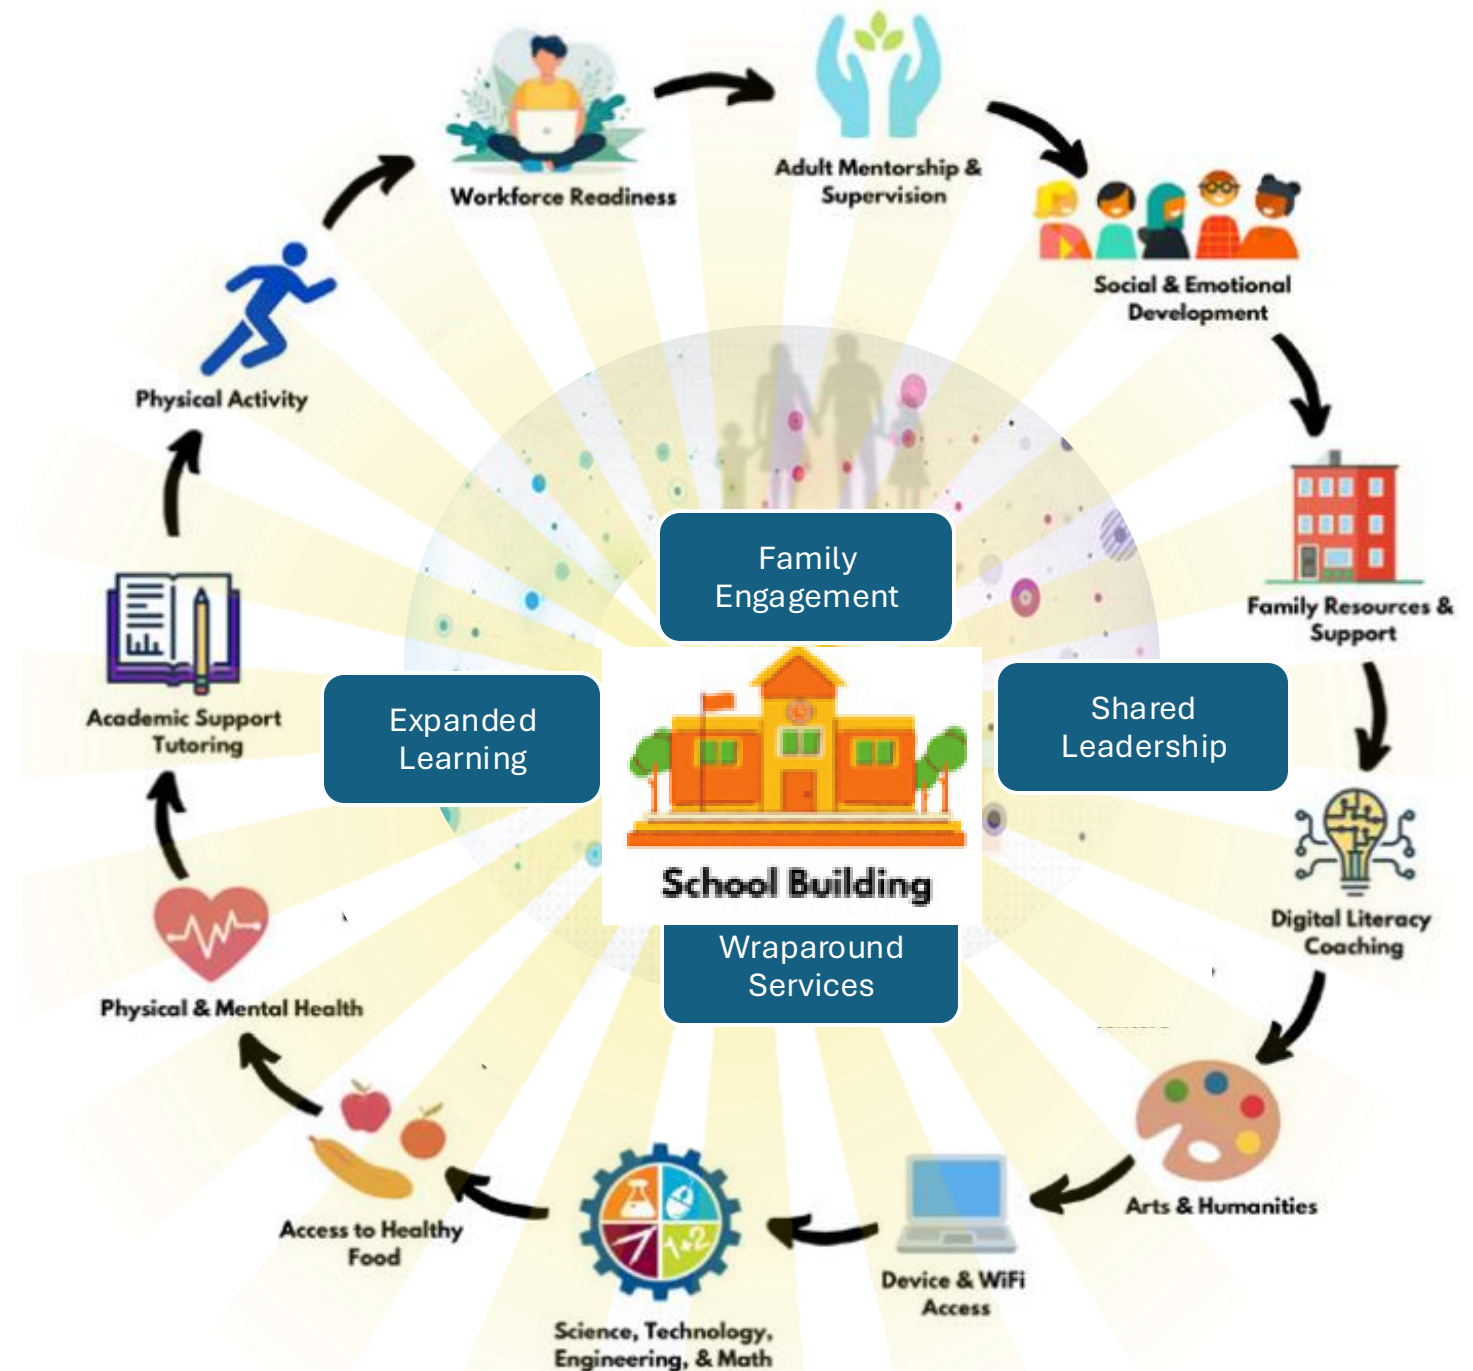 Workforce Readiness
Adult Mentorship &
Supervision
Social & Emotional
Development
Physical Activity
Family
Engagement
Family Resources &
Support
Academic Support
Tutoring
Expanded
Learning
Shared
Leadership
School Building
Digital Literacy
Coaching
Wraparound
Services
Physical & Mental Health
1+2
Arts & Humanities
Access to Healthy
Food
Device & WiFi
Access
Science, Technology,
Engineering, & Math